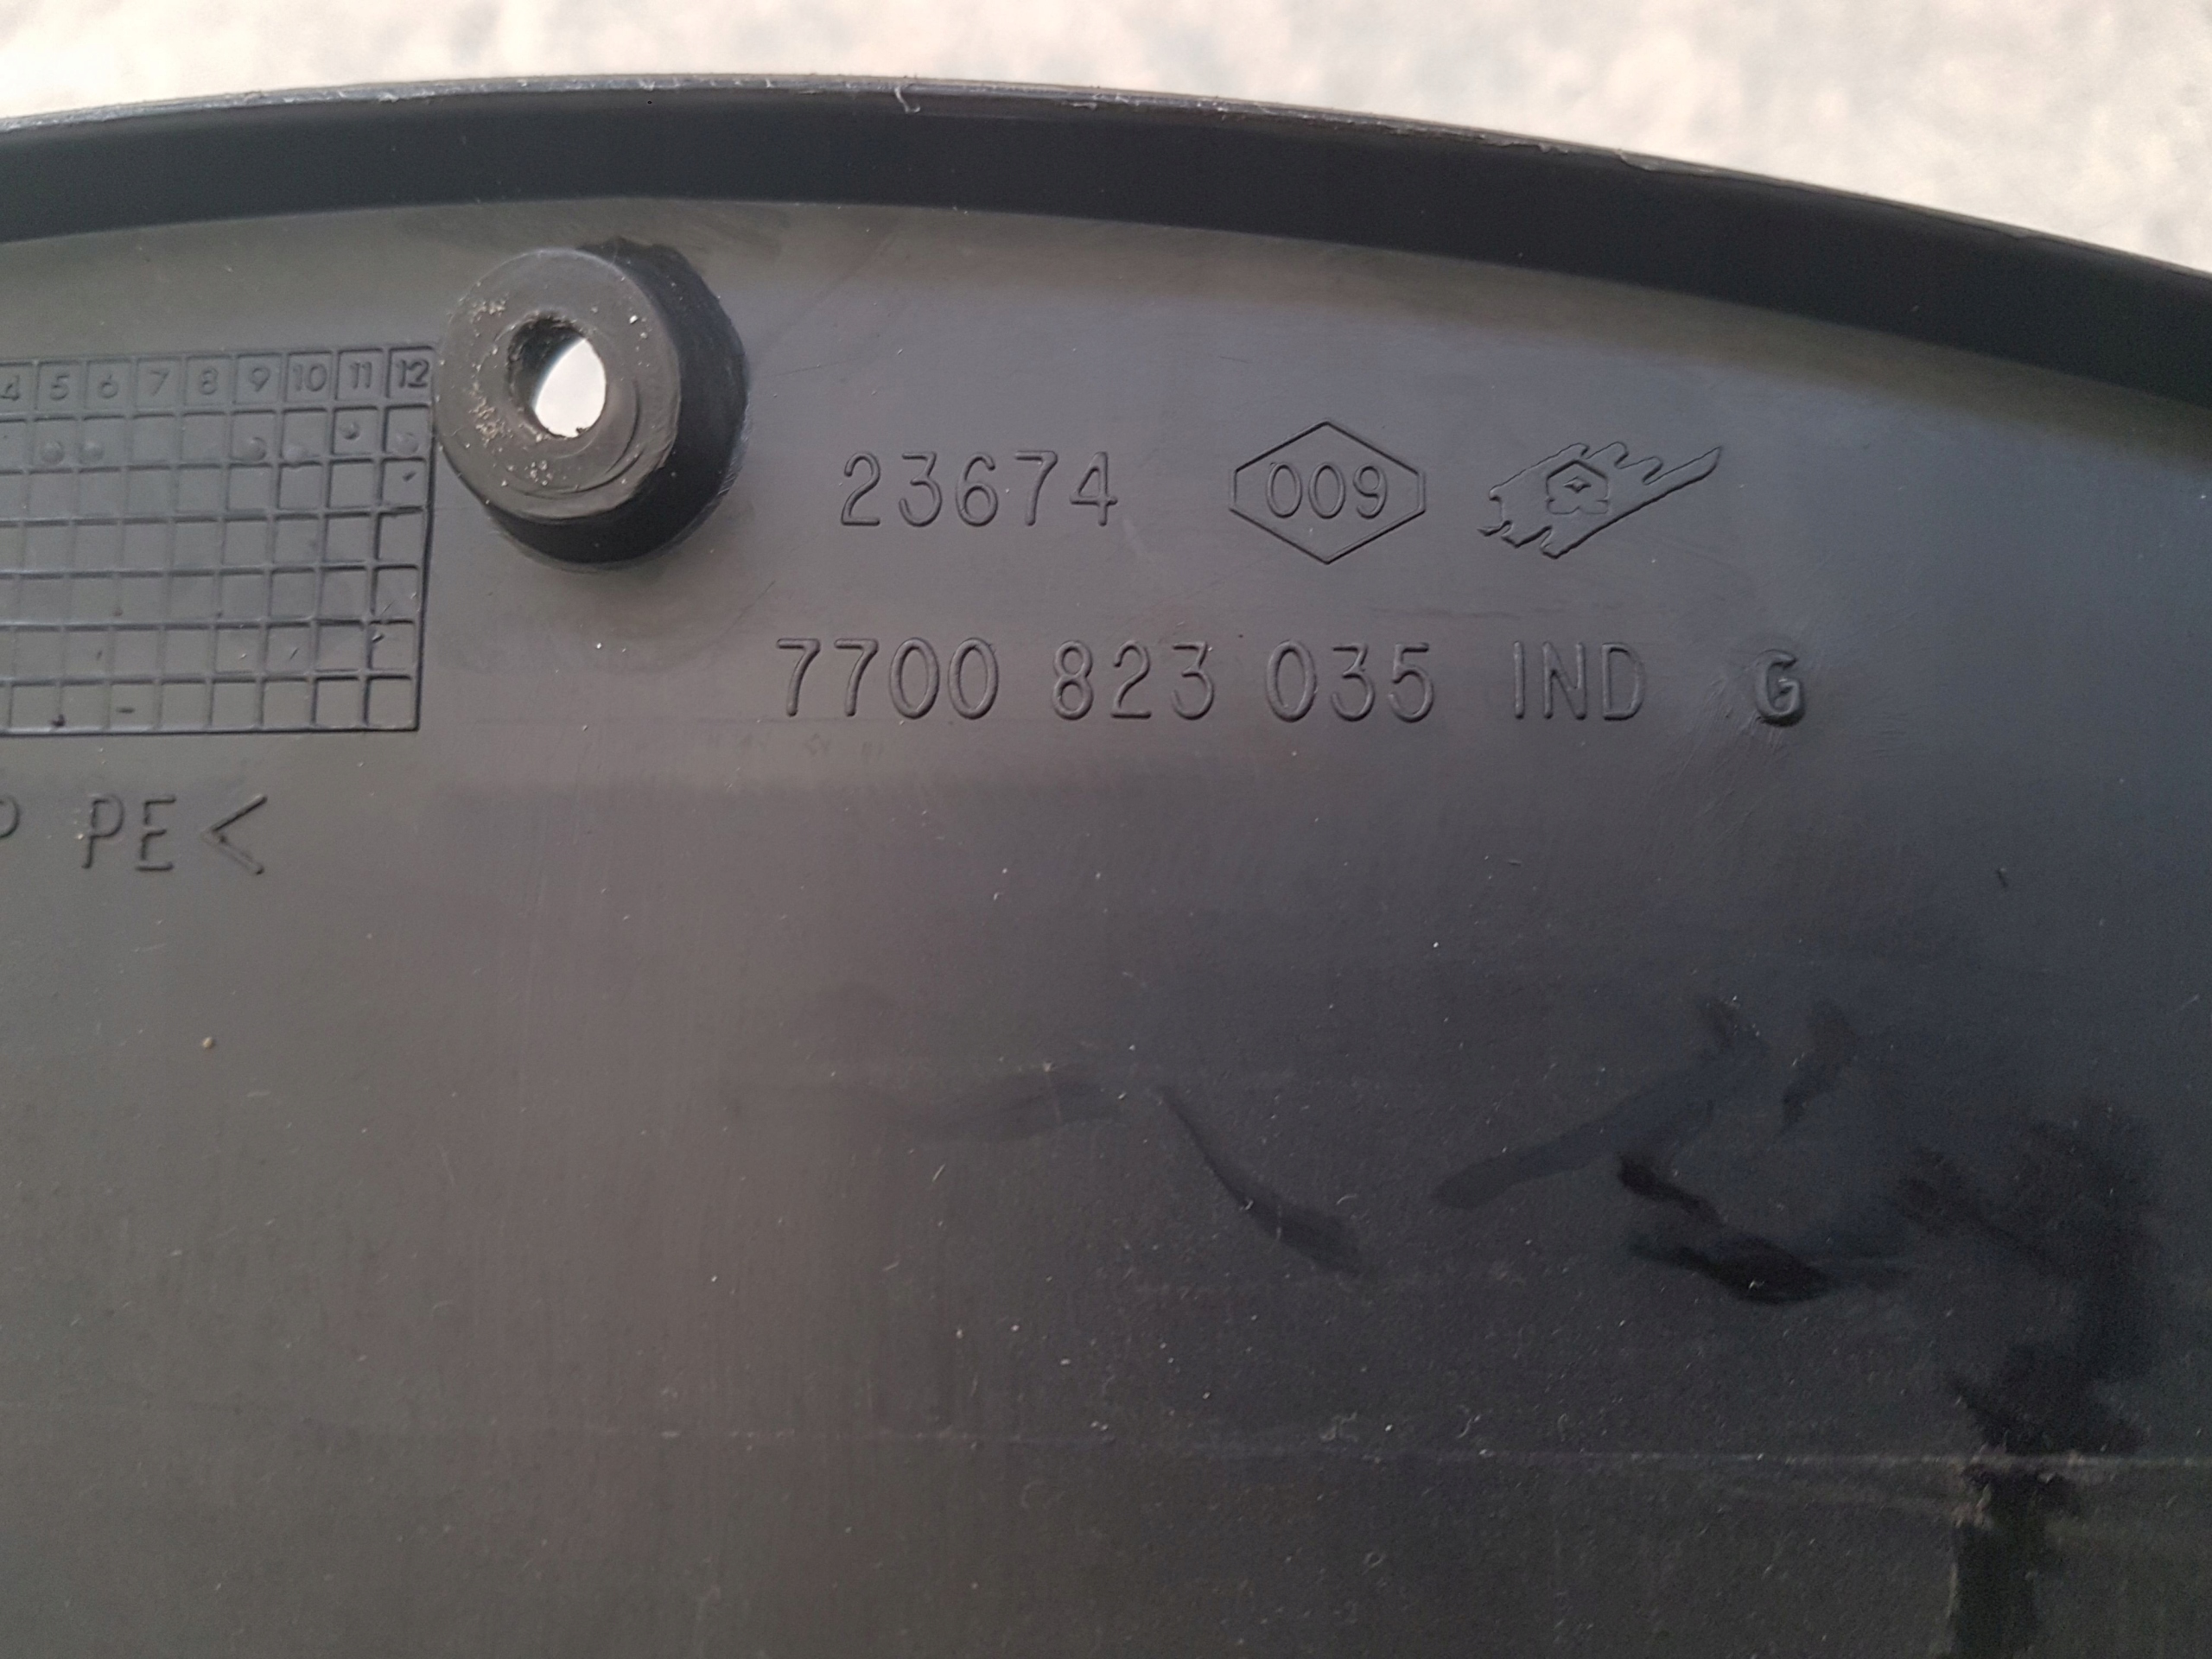 4 5 6 7 8 9 10 11 12
23674 009
7700 823 035 IND G
P PE<